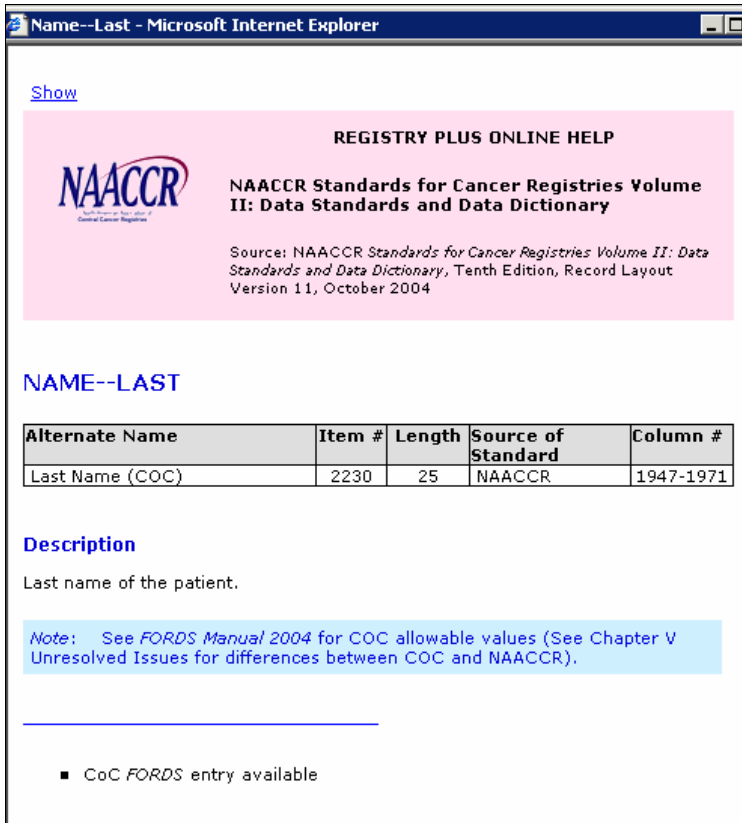 Name--Last - Microsoft Internet Explorer
Show
REGISTRY PLUS ONLINE HELP
NAACCR
NAACCR Standards for Cancer Registries Volume
II: Data Standards and Data Dictionary
Central Cancer Registries
Source: NAACCR Standards for Cancer Registries Volume II: Data
Standards and Data Dictionary, Tenth Edition, Record Layout
Version 11, October 2004
NAME--LAST
Alternate Name Item # Length Source of Standard Column #
Last Name (COC) 2230 25 NAACCR 1947-1971
Description
Last name of the patient.
Note: See FORDS Manual 2004 for COC allowable values (See Chapter V
Unresolved Issues for differences between COC and NAACCR).
▪ CoC FORDS entry available